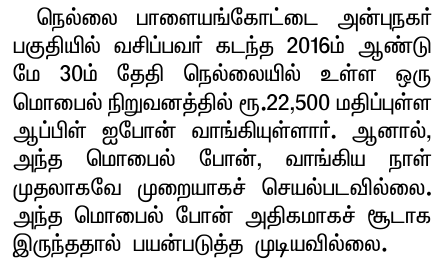 நெல்லை பாளையங்கோட்டை அன்புநகர்
பகுதியில் வசிப்பவர் கடந்த 2016ம் ஆண்டு
மே 30ம் தேதி நெல்லையில் உள்ள ஒரு
மொபைல் நிறுவனத்தில் ரூ.22,500 மதிப்புள்ள
ஆப்பிள் ஐபோன் வாங்கியுள்ளார். ஆனால்,
அந்த மொபைல் போன், வாங்கிய நாள்
முதலாகவே முறையாகச் செயல்படவில்லை.
அந்த மொபைல் போன் அதிகமாகச் சூடாக
இருந்ததால் பயன்படுத்த முடியவில்லை.